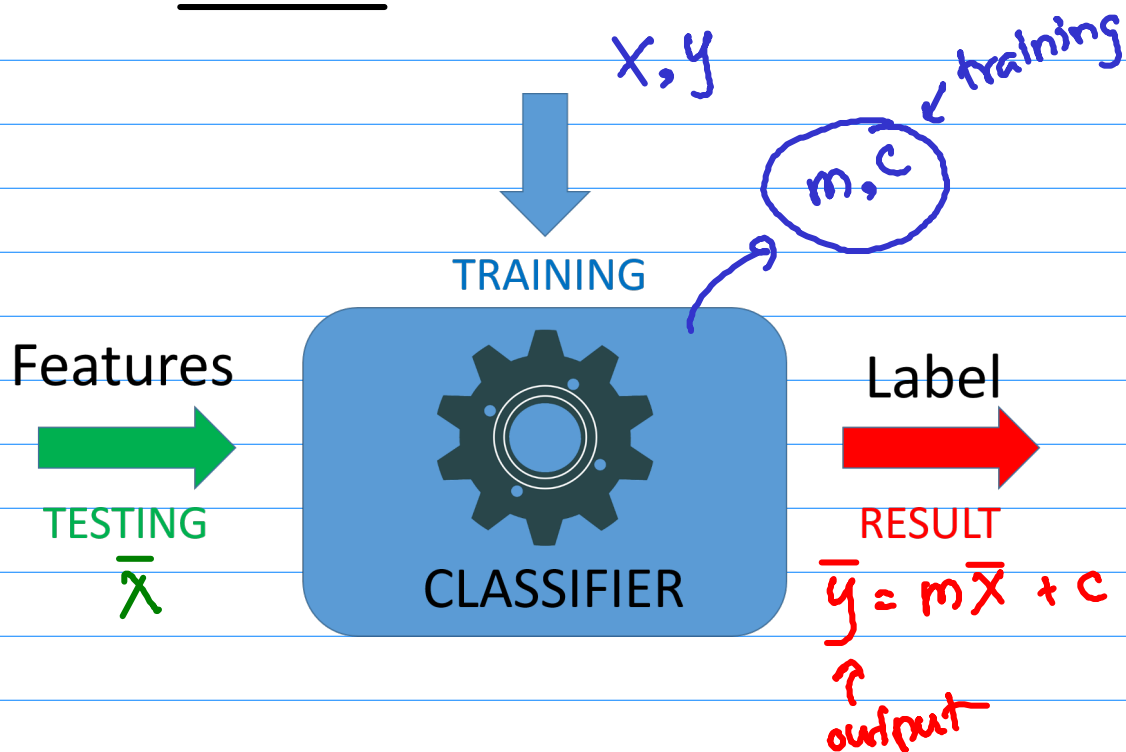 x, y
training
m, c
TRAINING
Features
Label
TESTING
RESULT
x̅
CLASSIFIER
y̅ = mx̅ + c
output